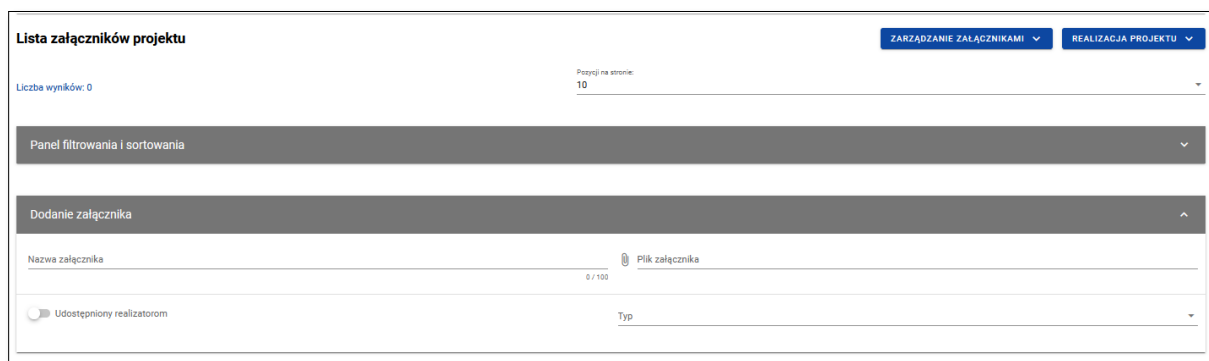 Lista załączników projektu
ZARZĄDZANIE ZAŁĄCZNIKAMI
REALIZACJA PROJEKTU
Liczba wyników: 0
Pozycji na stronie:
10
Panel filtrowania i sortowania
Dodanie załącznika
Nazwa załącznika
0 / 100
Plik załącznika
Udostępniony realizatorom
Typ